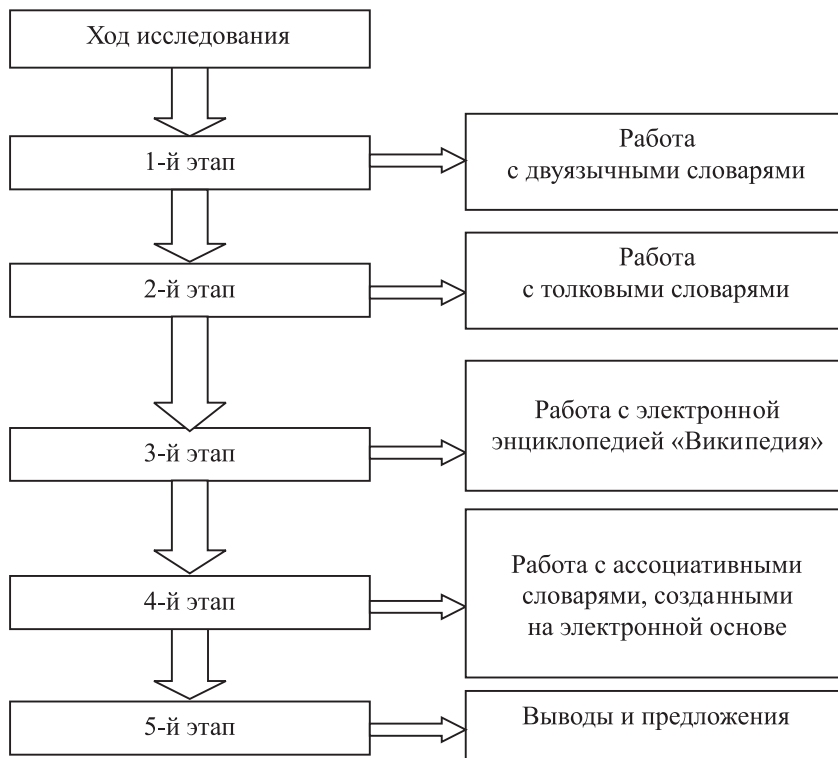 Ход исследования
1-й этап
Работа
с двуязычными словарями
2-й этап
Работа
с толковыми словарями
3-й этап
Работа с электронной
энциклопедией «Википедия»
4-й этап
Работа с ассоциативными
словарями, созданными
на электронной основе
5-й этап
Выводы и предложения